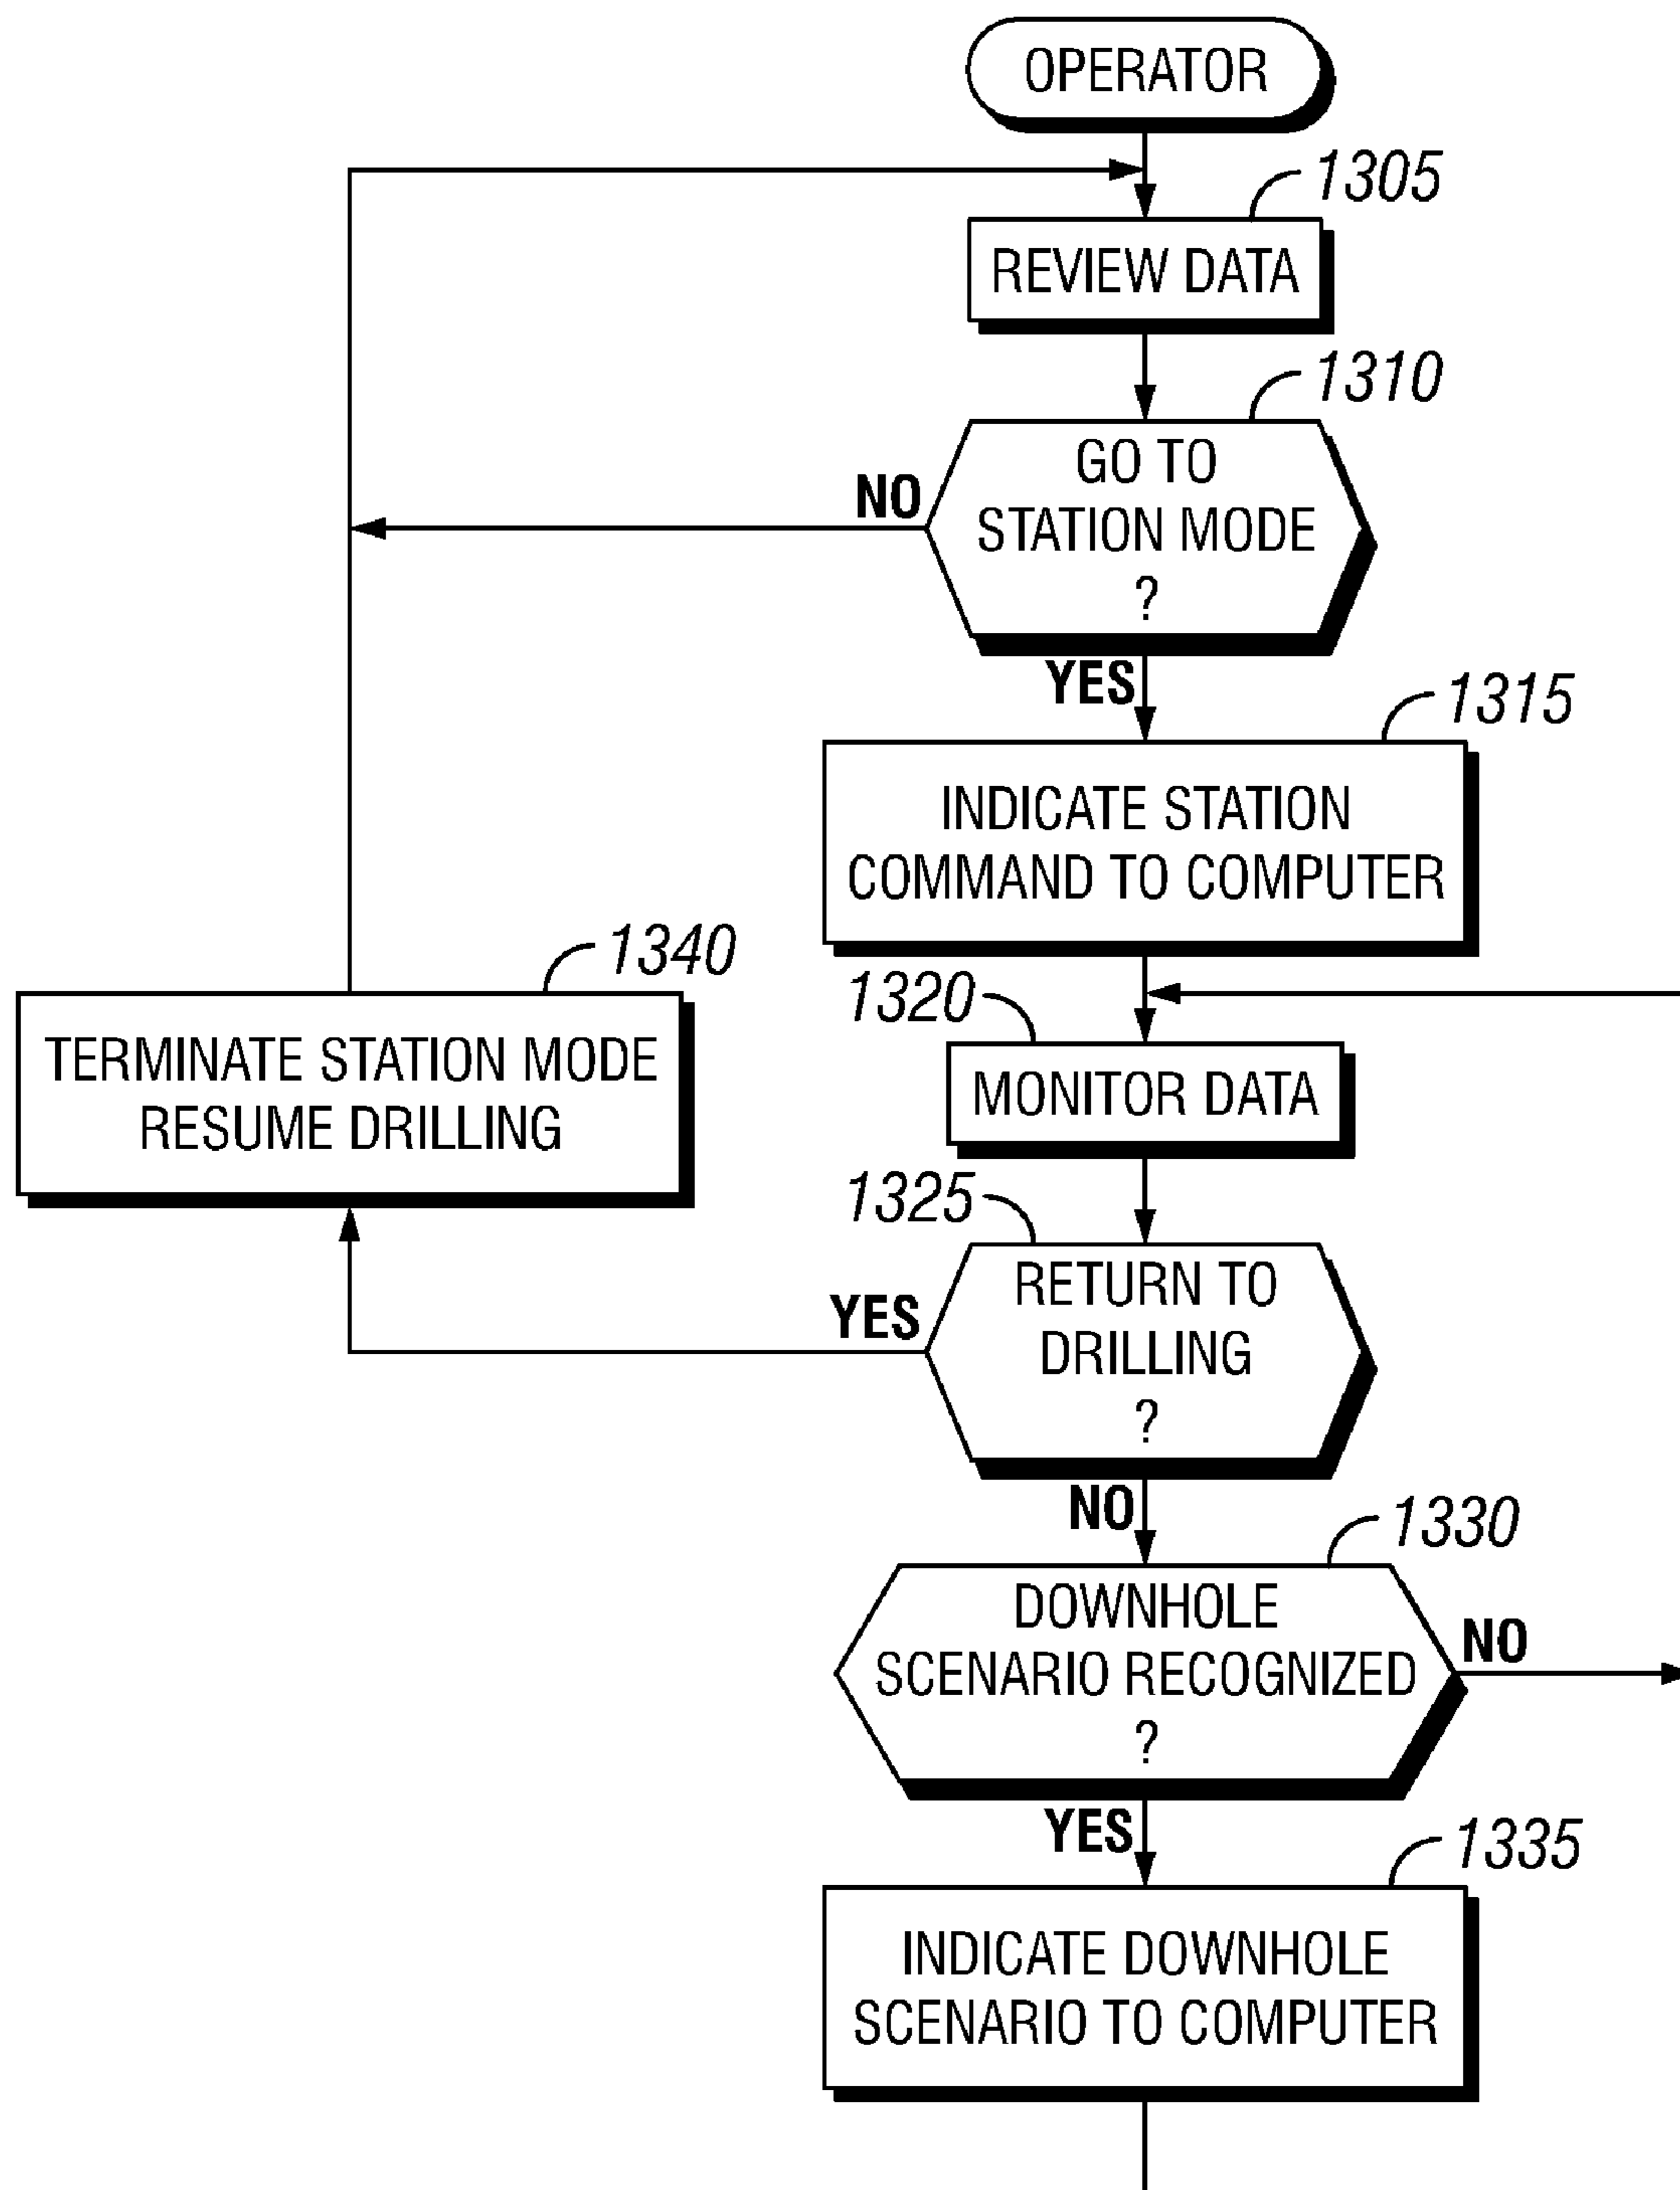 OPERATOR
1305
REVIEW DATA
1310
GO TO
STATION MODE
?
NO
YES
1315
INDICATE STATION
COMMAND TO COMPUTER
1340
TERMINATE STATION MODE
RESUME DRILLING
1320
MONITOR DATA
1325
RETURN TO
DRILLING
?
YES
NO
1330
DOWNHOLE
SCENARIO RECOGNIZED
?
NO
YES
1335
INDICATE DOWNHOLE
SCENARIO TO COMPUTER